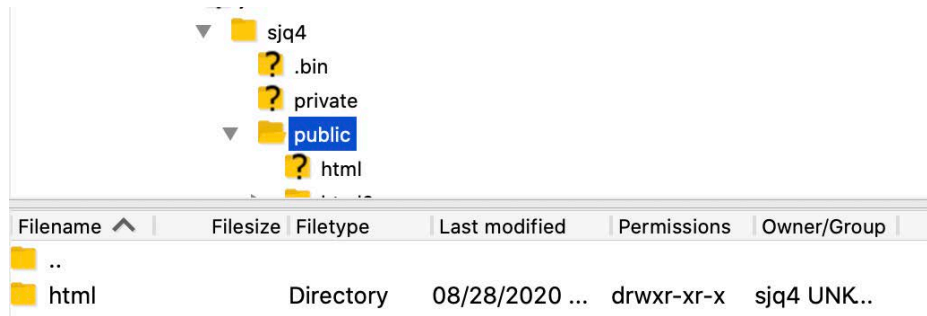 sjq4
.bin
private
public
html
Filename Filesize Filetype Last modified Permissions Owner/Group
..
html Directory 08/28/2020 ... drwxr-xr-x sjq4 UNK...